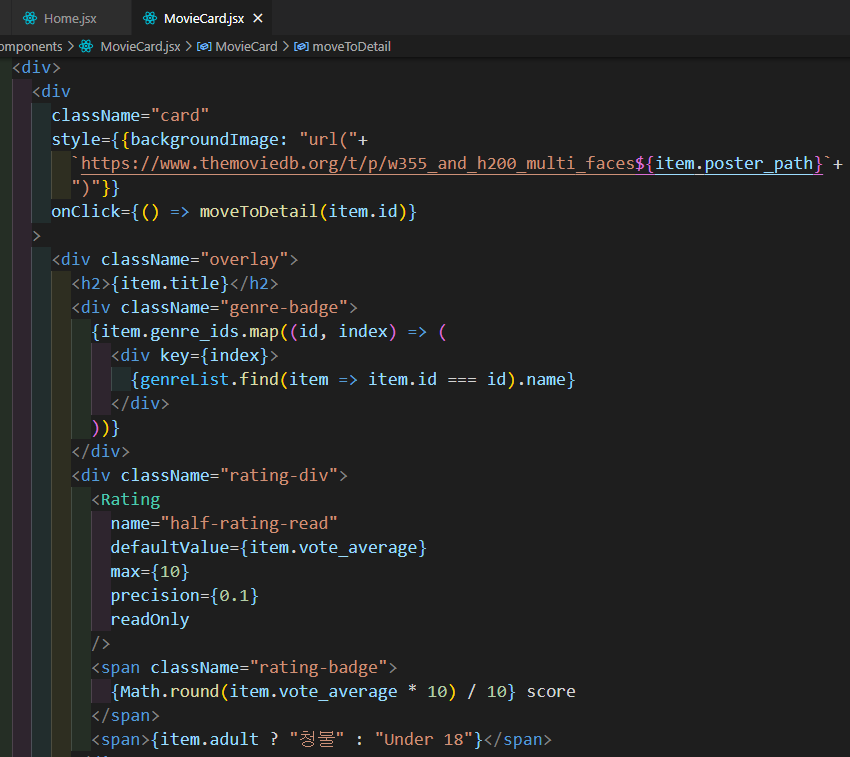 Home.jsx MovieCard.jsx
omponents > MovieCard.jsx > MovieCard > moveToDetail
<div>
<div
className="card"
style={{backgroundImage: "url("+
`https://www.themoviedb.org/t/p/w355_and_h200_multi_faces${item.poster_path}`+
")"}}
onClick={() => moveToDetail(item.id)}
>
<div className="overlay">
<h2>{item.title}</h2>
<div className="genre-badge">
{item.genre_ids.map((id, index) => (
<div key={index}>
{genreList.find(item => item.id === id).name}
</div>
))}
</div>
<div className="rating-div">
<Rating
name="half-rating-read"
defaultValue={item.vote_average}
max={10}
precision={0.1}
readOnly
/>
<span className="rating-badge">
{Math.round(item.vote_average * 10) / 10} score
</span>
<span>{item.adult ? "청불" : "Under 18"}</span>